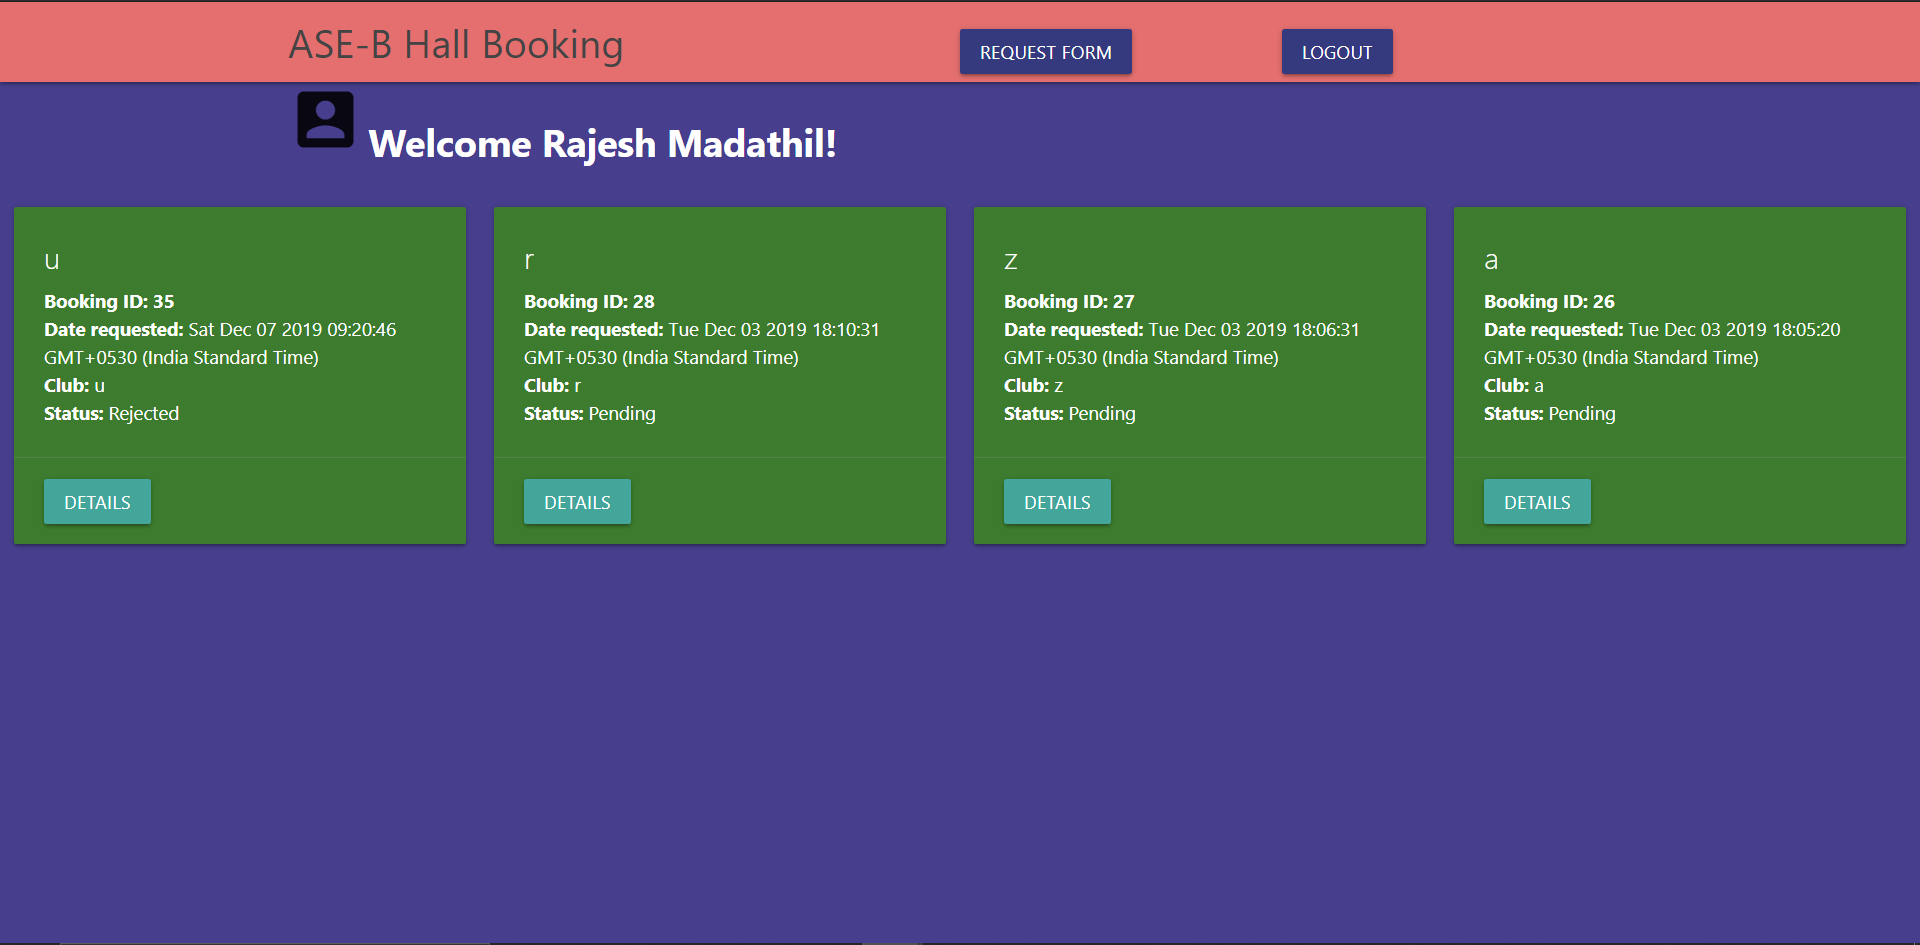 ASE-B Hall Booking
REQUEST FORM
LOGOUT
Welcome Rajesh Madathil!
u
Booking ID: 35
Date requested: Sat Dec 07 2019 09:20:46
GMT+0530 (India Standard Time)
Club: u
Status: Rejected
DETAILS
r
Booking ID: 28
Date requested: Tue Dec 03 2019 18:10:31
GMT+0530 (India Standard Time)
Club: r
Status: Pending
DETAILS
z
Booking ID: 27
Date requested: Tue Dec 03 2019 18:06:31
GMT+0530 (India Standard Time)
Club: z
Status: Pending
DETAILS
a
Booking ID: 26
Date requested: Tue Dec 03 2019 18:05:20
GMT+0530 (India Standard Time)
Club: a
Status: Pending
DETAILS